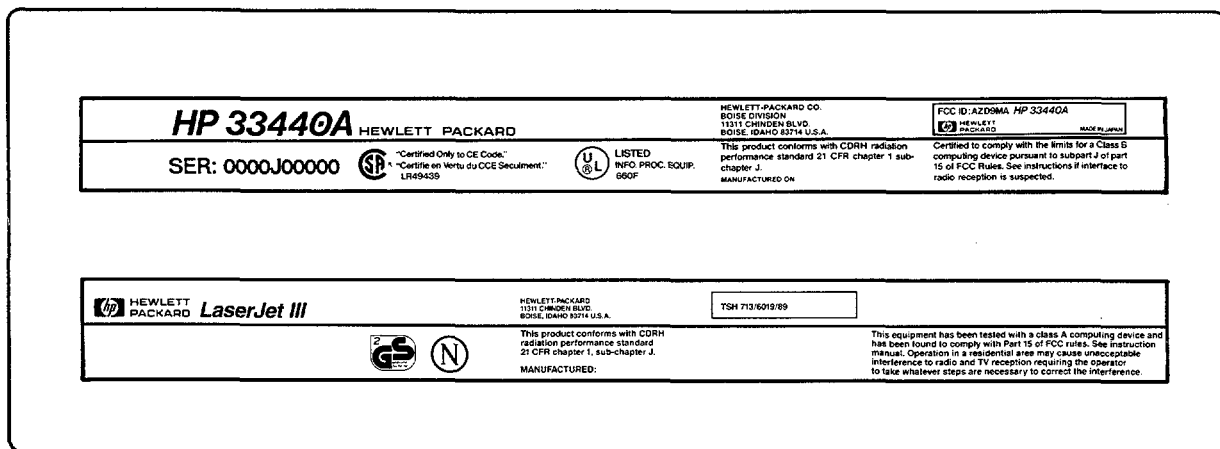 HP 33440A HEWLETT PACKARD
HEWLETT-PACKARD CO.
BOISE DIVISION
11311 CHINDEN BLVD.
BOISE, IDAHO 83714 U.S.A.
FCC ID:AZD9MA HP 33440A
hp HEWLETT
PACKARD
MADE IN JAPAN
SER: 0000J00000
SA
"Certified Only to CE Code."
"Certifie en Vertu du CCE Seculment."
LR49439
UL
®
LISTED
INFO. PROC. EQUIP.
660F
This product conforms with CDRH radiation
performance standard 21 CFR chapter 1 sub-
chapter J.
MANUFACTURED ON
Certified to comply with the limits for a Class B
computing device pursuant to subpart J of part
15 of FCC Rules. See instructions if interface to
radio reception is suspected.
hp HEWLETT
PACKARD LaserJet III
HEWLETT-PACKARD
11311 CHINDEN BLVD.
BOISE, IDAHO 83714 U.S.A.
TSH 713/6019/89
2
GS
N
This product conforms with CDRH
radiation performance standard
21 CFR chapter 1, sub-chapter J.
MANUFACTURED:
This equipment has been tested with a class A computing device and
has been found to comply with Part 15 of FCC rules. See instruction
manual. Operation in a residential area may cause unacceptable
interference to radio and TV reception requiring the operator
to take whatever steps are necessary to correct the interference.